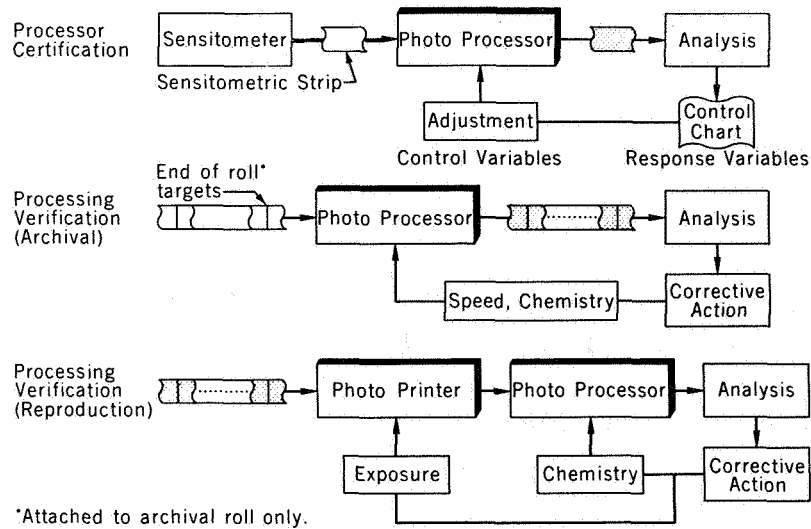 Processor
Certification
Sensitometer
Sensitometric Strip
Photo Processor
Analysis
Adjustment
Control Variables
Control
Chart
Response Variables
Processing
Verification
(Archival)
End of roll*
targets
Photo Processor
Analysis
Speed, Chemistry
Corrective
Action
Processing
Verification
(Reproduction)
Photo Printer
Photo Processor
Analysis
Exposure
Chemistry
Corrective
Action
*Attached to archival roll only.